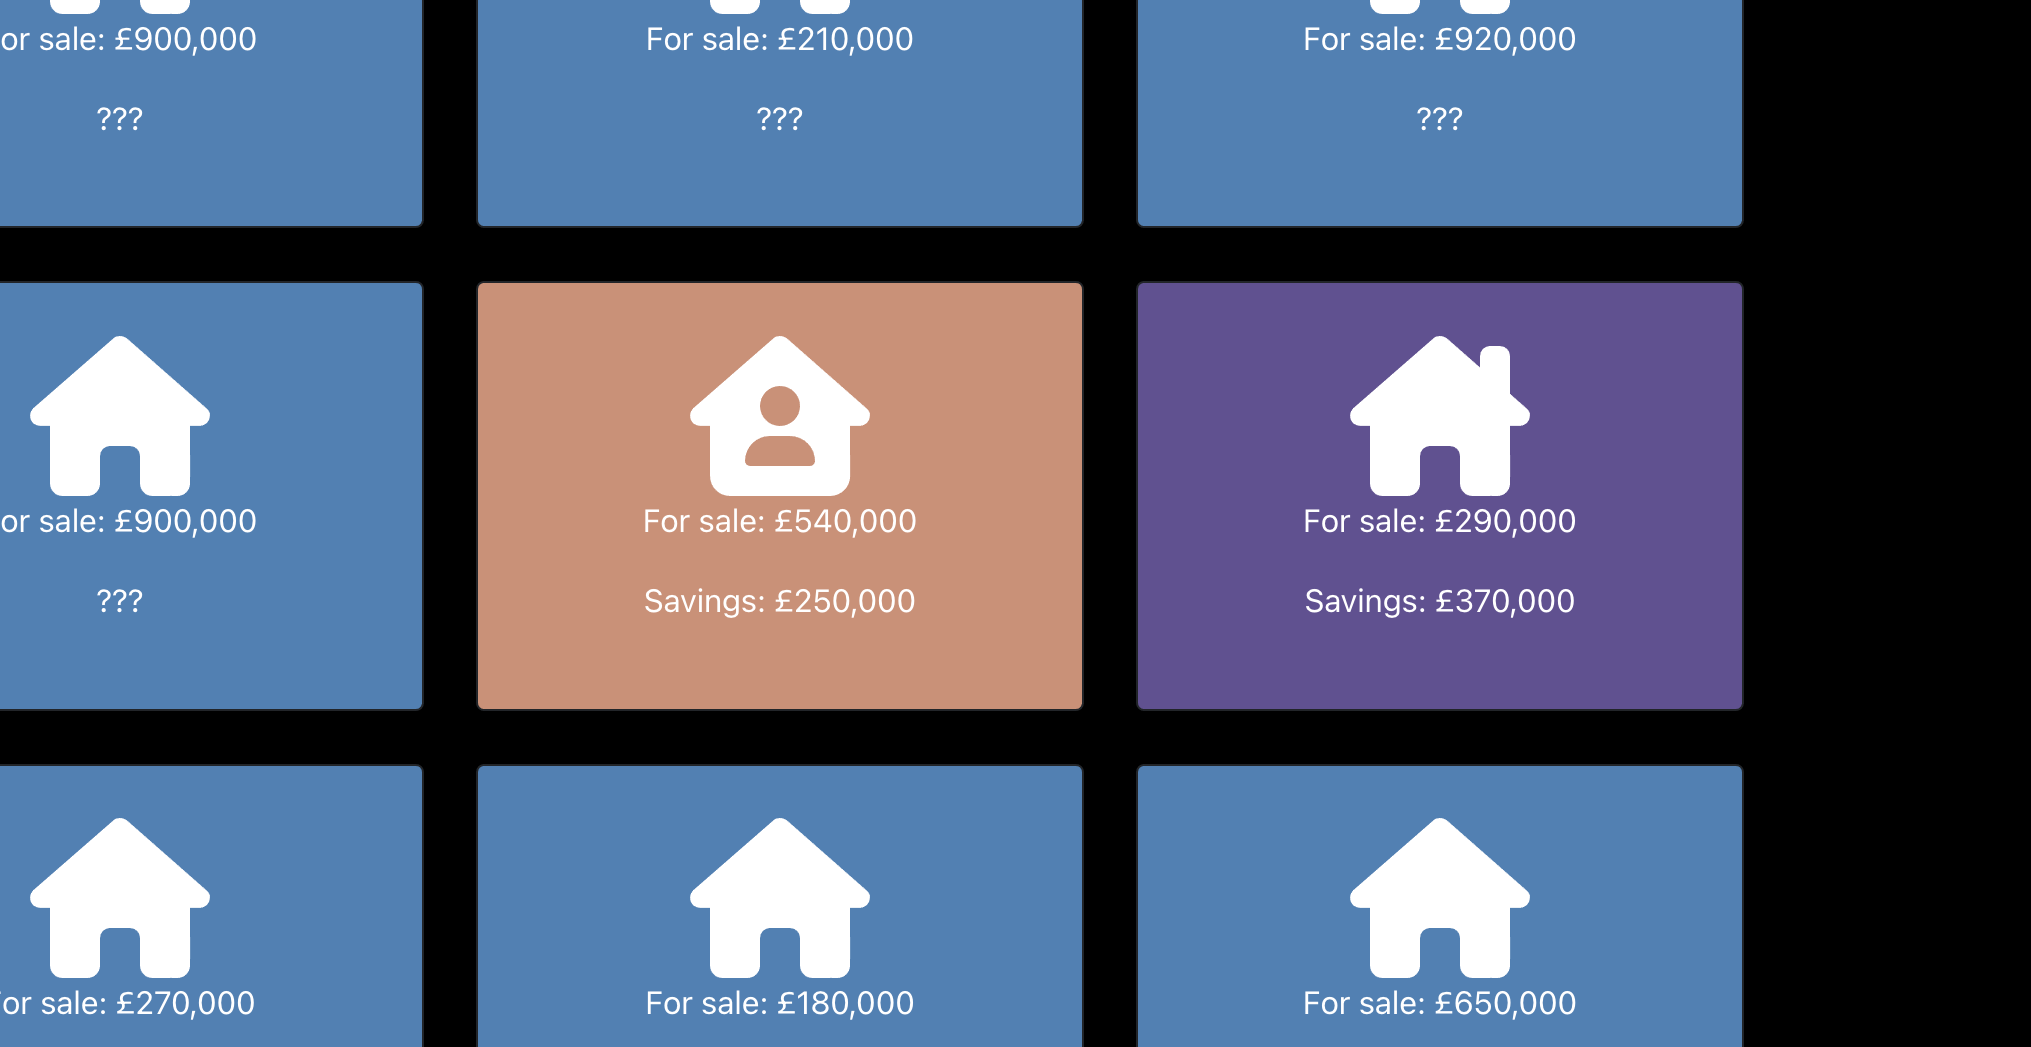 or sale: £900,000
For sale: £210,000
For sale: £920,000
???
???
???
or sale: £900,000
For sale: £540,000
For sale: £290,000
???
Savings: £250,000
Savings: £370,000
or sale: £270,000
For sale: £180,000
For sale: £650,000